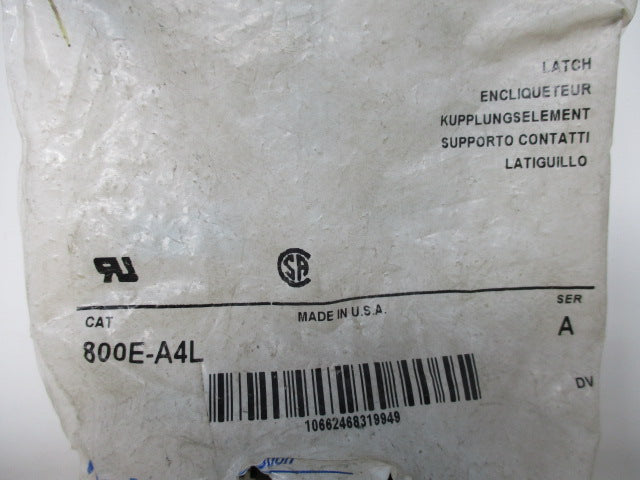 LATCH
ENCLIQUETEUR
KUPPLUNGSELEMENT
SUPPORTO CONTATTI
LATIGUILLO
CAT
MADE IN U.S.A.
SER
800E-A4L
A
DV
10662468319949